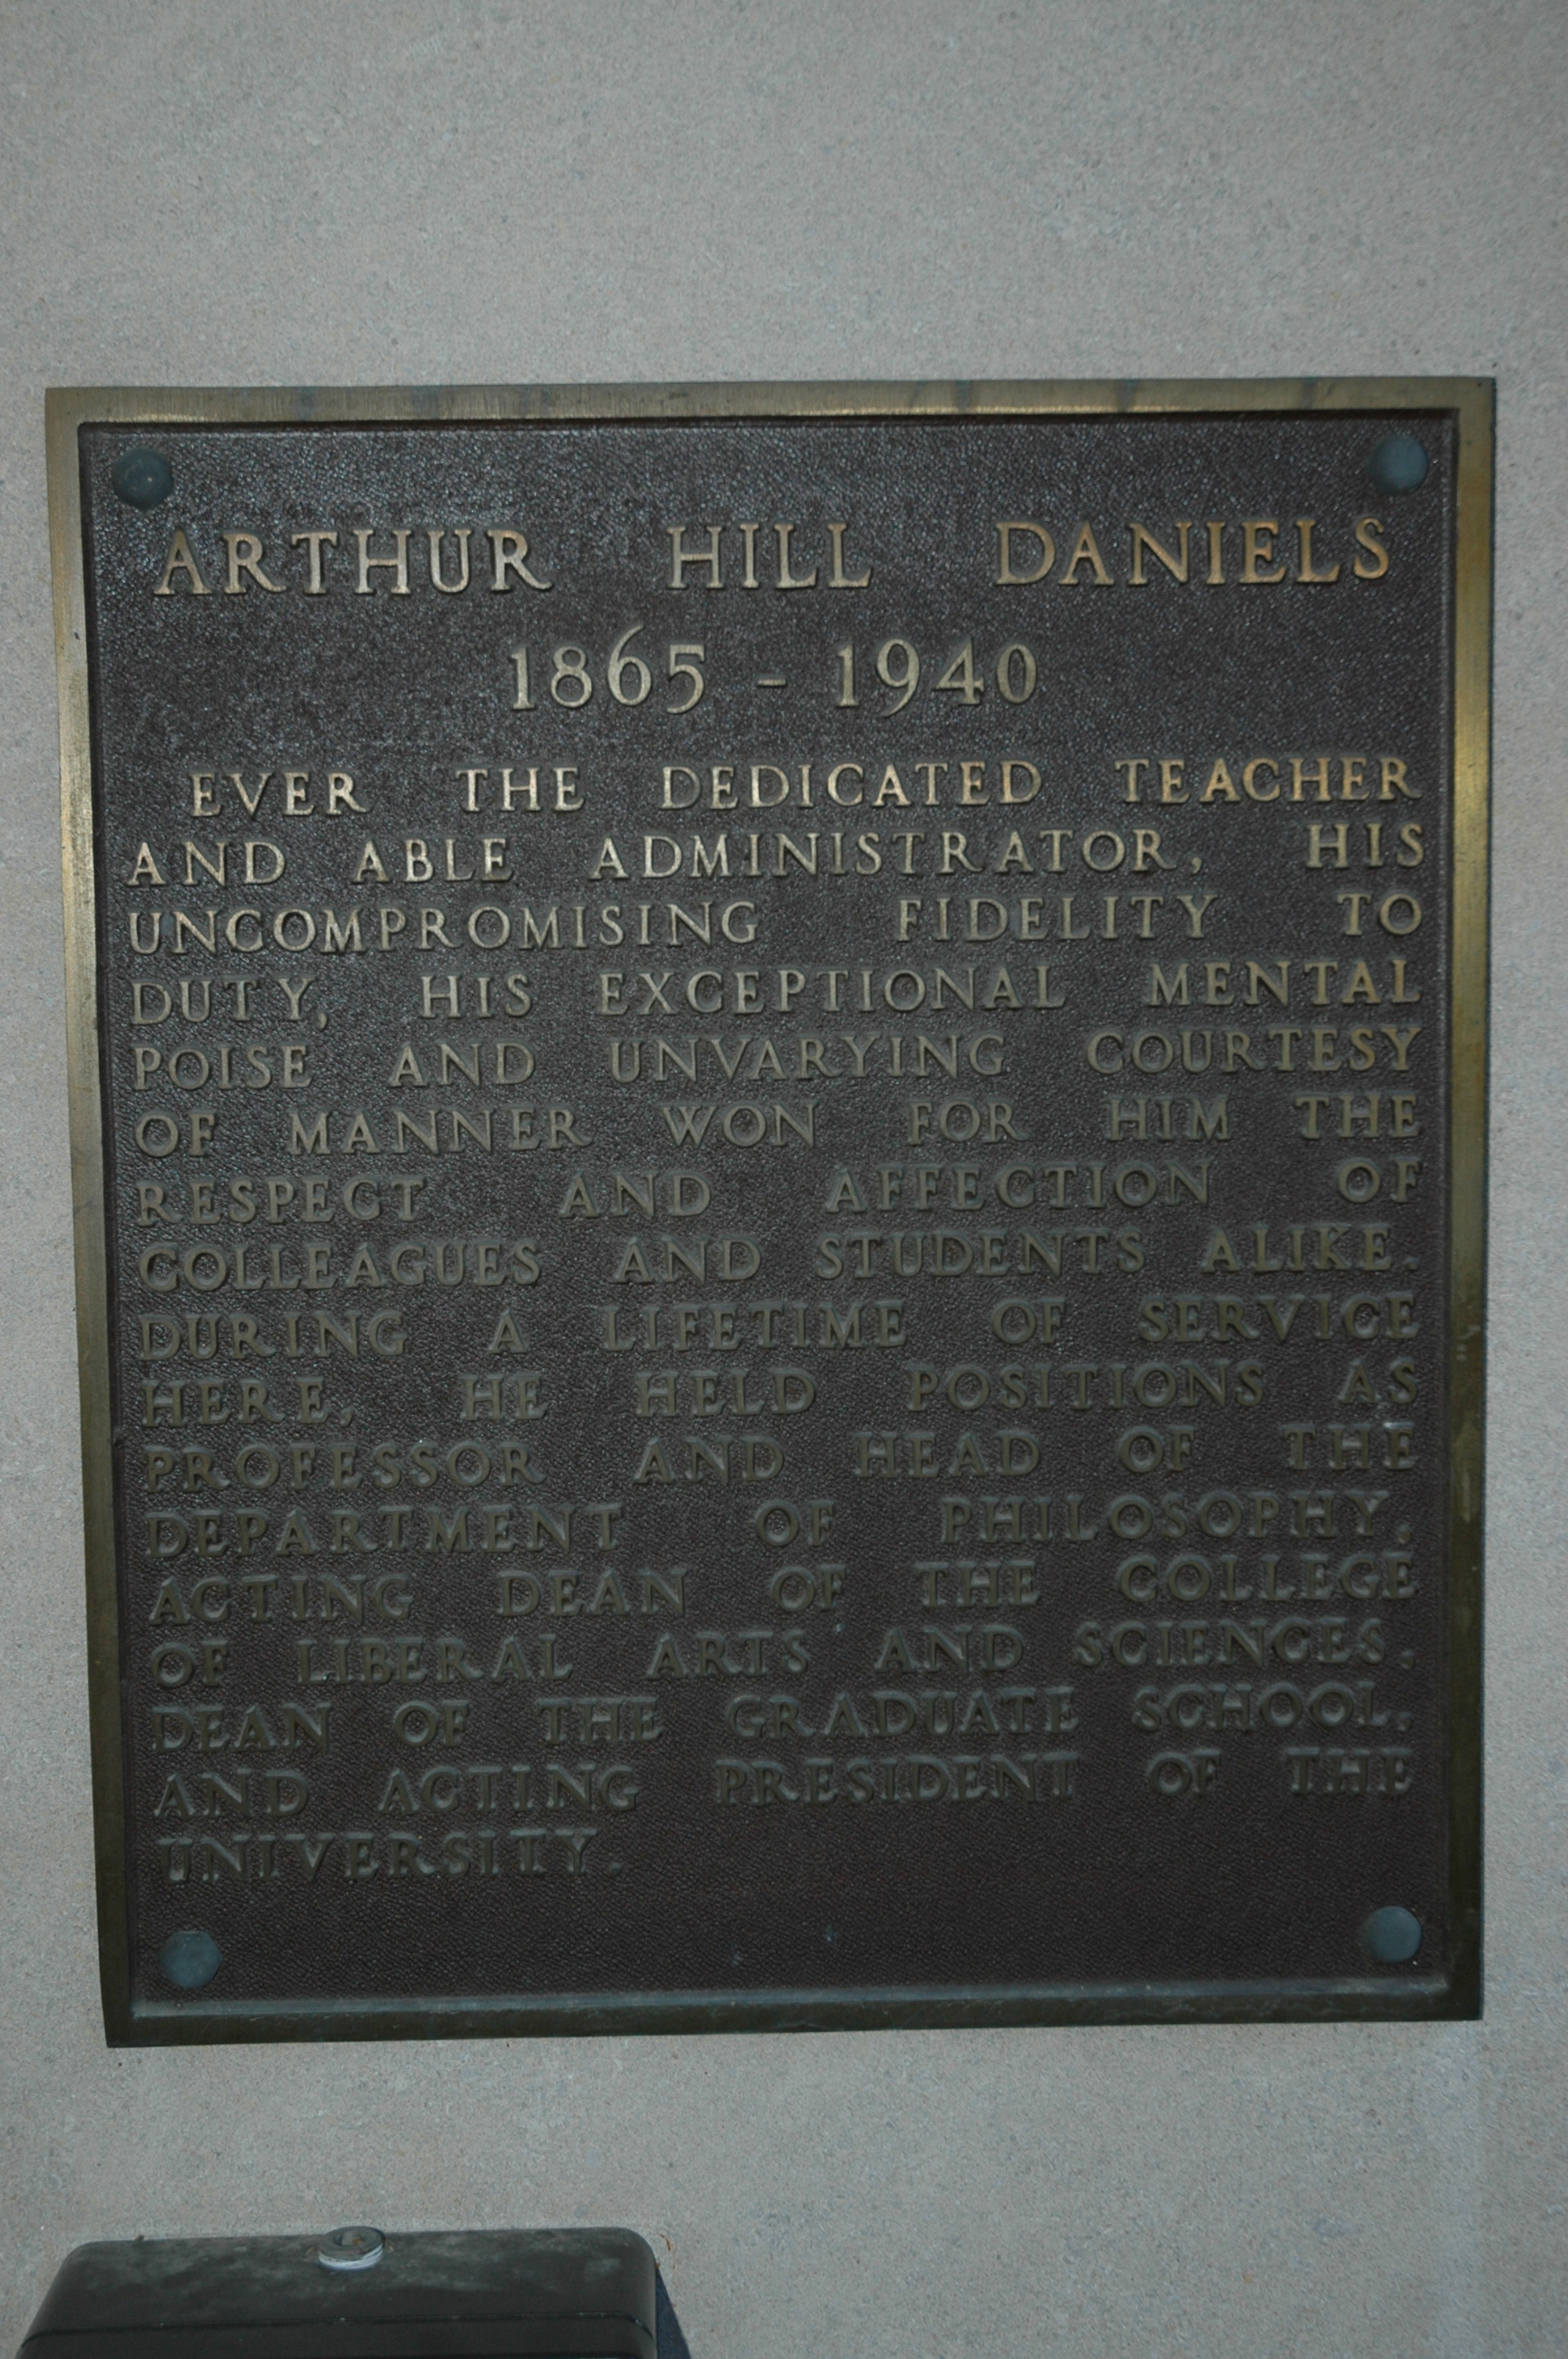 ARTHUR HILL DANIELS
1865 - 1940
EVER THE DEDICATED TEACHER
AND ABLE ADMINISTRATOR, HIS
UNCOMPROMISING FIDELITY TO
DUTY, HIS EXCEPTIONAL MENTAL
POISE AND UNVARYING COURTESY
OF MANNER WON FOR HIM THE
RESPECT AND AFFECTION OF
COLLEAGUES AND STUDENTS ALIKE.
DURING A LIFETIME OF SERVICE
HERE, HE HELD POSITIONS AS
PROFESSOR AND HEAD OF THE
DEPARTMENT OF PHILOSOPHY,
ACTING DEAN OF THE COLLEGE
OF LIBERAL ARTS AND SCIENCES,
DEAN OF THE GRADUATE SCHOOL,
AND ACTING PRESIDENT OF THE
UNIVERSITY.